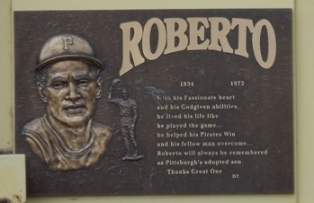 ROBERTO
P
1934 1972
With his Passionate heart
and his Godgiven abilities,
he lived his life like
he played the game...
he helped his Pirates Win
and his fellow man overcome...
Roberto will always be remembered
as Pittsburgh's adopted son.
Thanks Great One